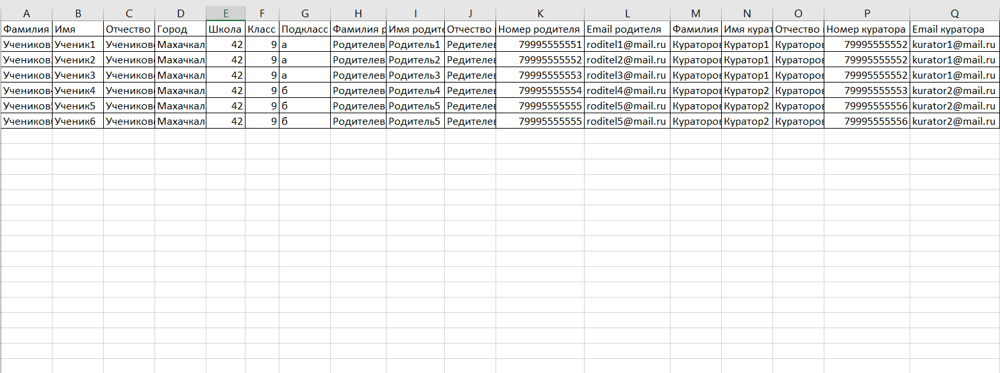 A B C D E F G H I J K L M N O P Q
Фамилия Имя Отчество Город Школа Класс Подкласс Фамилия р Имя родите Отчество Номер родителя Email родителя Фамилия Имя курат Отчество Номер куратора Email куратора
Учеников Ученик1 Учеников Махачкал 42 9 а Родителев Родитель1 Редителев 79995555551 roditel1@mail.ru Кураторов Куратор1 Кураторов 79995555552 kurator1@mail.ru
Учеников Ученик2 Учеников Махачкал 42 9 а Родителев Родитель2 Редителев 79995555552 roditel2@mail.ru Кураторов Куратор1 Кураторов 79995555552 kurator1@mail.ru
Учеников Ученик3 Учеников Махачкал 42 9 а Родителев Родитель3 Редителев 79995555553 roditel3@mail.ru Кураторов Куратор1 Кураторов 79995555552 kurator1@mail.ru
Учеников Ученик4 Учеников Махачкал 42 9 б Родителев Родитель4 Редителев 79995555554 roditel4@mail.ru Кураторов Куратор2 Кураторов 79995555553 kurator2@mail.ru
Учеников Ученик5 Учеников Махачкал 42 9 б Родителев Родитель5 Редителев 79995555555 roditel5@mail.ru Кураторов Куратор2 Кураторов 79995555556 kurator2@mail.ru
Учеников Ученик6 Учеников Махачкал 42 9 б Родителев Родитель5 Редителев 79995555555 roditel5@mail.ru Кураторов Куратор2 Кураторов 79995555556 kurator2@mail.ru